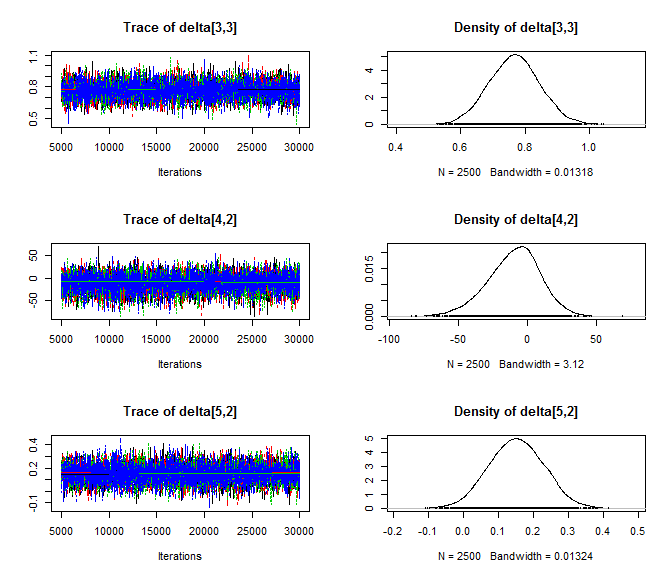 Trace of delta[3,3]
1.1
0.8
0.5
5000 10000 15000 20000 25000 30000
Iterations
Density of delta[3,3]
4
2
0
0.4 0.6 0.8 1.0
N = 2500 Bandwidth = 0.01318
Trace of delta[4,2]
50
0
-50
5000 10000 15000 20000 25000 30000
Iterations
Density of delta[4,2]
0.015
0.000
-100 -50 0 50
N = 2500 Bandwidth = 3.12
Trace of delta[5,2]
0.4
0.2
-0.1
5000 10000 15000 20000 25000 30000
Iterations
Density of delta[5,2]
5
4
3
2
1
0
-0.2 -0.1 0.0 0.1 0.2 0.3 0.4 0.5
N = 2500 Bandwidth = 0.01324